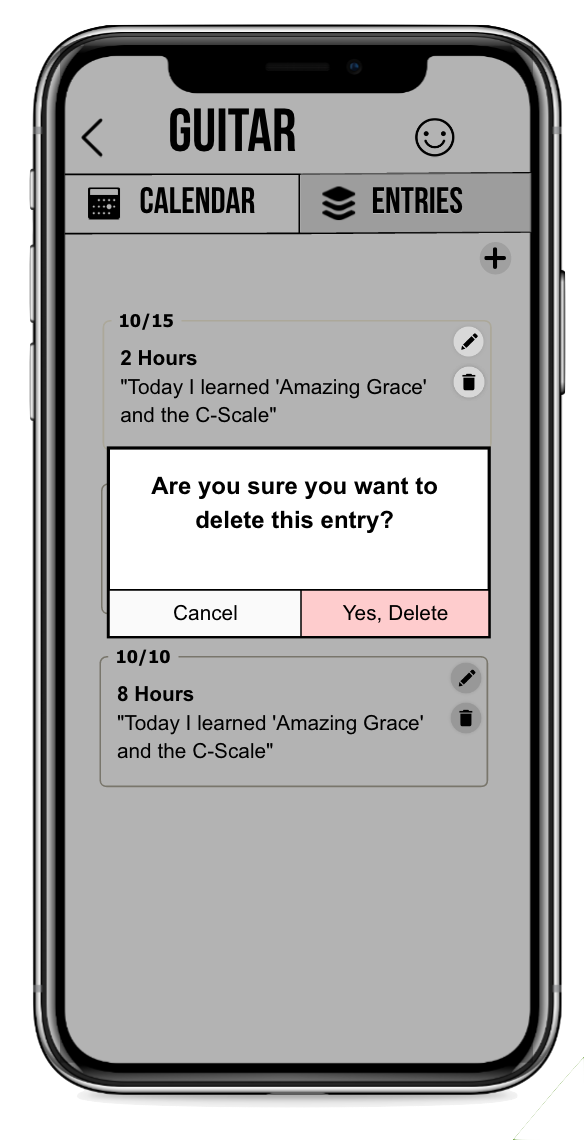 GUITAR
CALENDAR
ENTRIES
10/15
2 Hours
"Today I learned 'Amazing Grace'
and the C-Scale"
Are you sure you want to
delete this entry?
Cancel
Yes, Delete
10/10
8 Hours
"Today I learned 'Amazing Grace'
and the C-Scale"